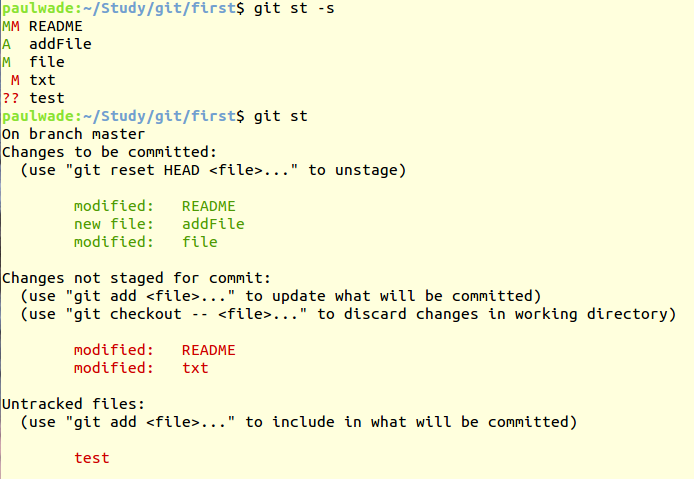 paulwade:~/Study/git/first$ git st -s
MM README
A  addFile
M  file
 M txt
?? test
paulwade:~/Study/git/first$ git st
On branch master
Changes to be committed:
  (use "git reset HEAD <file>..." to unstage)

        modified:   README
        new file:   addFile
        modified:   file

Changes not staged for commit:
  (use "git add <file>..." to update what will be committed)
  (use "git checkout -- <file>..." to discard changes in working directory)

        modified:   README
        modified:   txt

Untracked files:
  (use "git add <file>..." to include in what will be committed)

        test